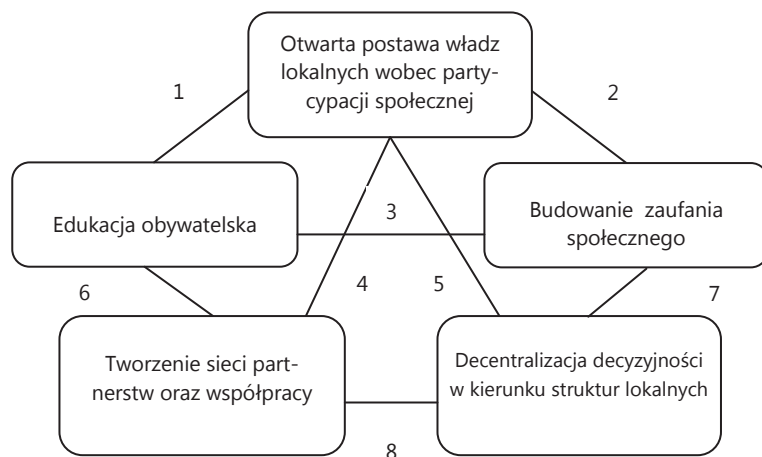 Otwarta postawa władz
lokalnych wobec party-
cypacji społecznej
1
2
Edukacja obywatelska
3
Budowanie zaufania
społecznego
6
4
5
7
Tworzenie sieci part-
nerstw oraz współpracy
Decentralizacja decyzyjności
w kierunku struktur lokalnych
8